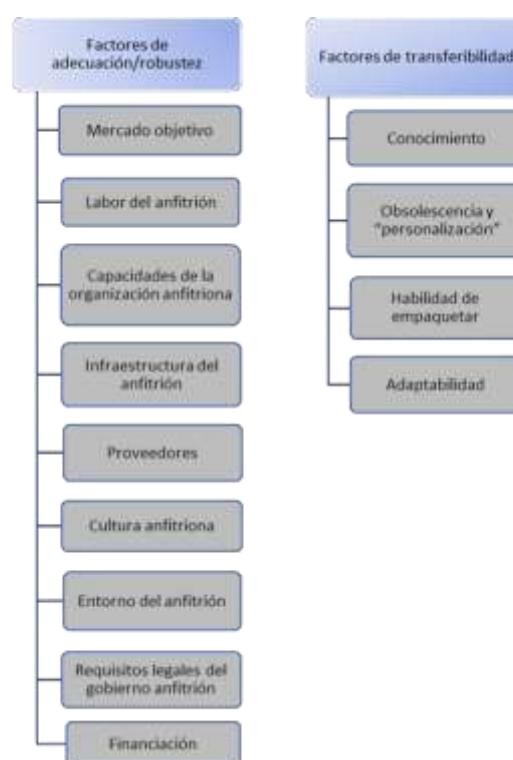 Factores de
adecuación/robustez
Mercado objetivo
Labor del anfitrión
Capacidades de la
organización anfitriona
Infraestructura del
anfitrión
Proveedores
Cultura anfitriona
Entorno del anfitrión
Requisitos legales del
gobierno anfitrión
Financiación
Factores de transferibilidad
Conocimiento
Obsolescencia y
"personalización"
Habilidad de
empaquetar
Adaptabilidad